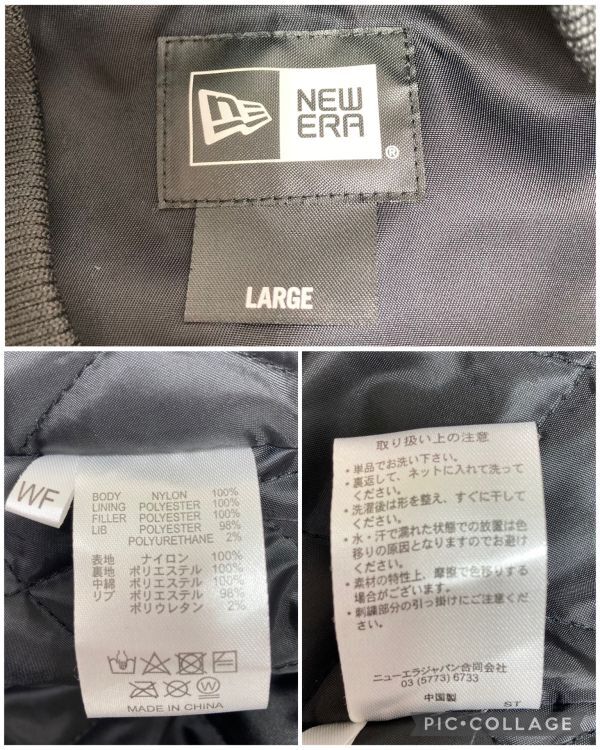 NEW
ERA
®
LARGE
WF
BODY NYLON 100%
LINING POLYESTER 100%
FILLER POLYESTER 100%
LIB POLYESTER 98%
POLYURETHANE 2%
表地 ナイロン 100%
裏地 ポリエステル 100%
中綿 ポリエステル 100%
リブ ポリエステル 98%
ポリウレタン 2%
W
MADE IN CHINA
取り扱い上の注意
・単品でお洗い下さい。
・裏返して、ネットに入れて洗って
ください。
・洗濯後は形を整え、すぐに干して
ください。
・水・汗で濡れた状態での放置は色
移りの原因となりますのでお避け
ください。
・素材の特性上、摩擦で色移りする
場合がございます。
・刺繍部分の引っ掛けにご注意くださ
い。
ニューエラジャパン合同会社
03 (5773) 6733
中国製 ST
PIC•COLLAGE